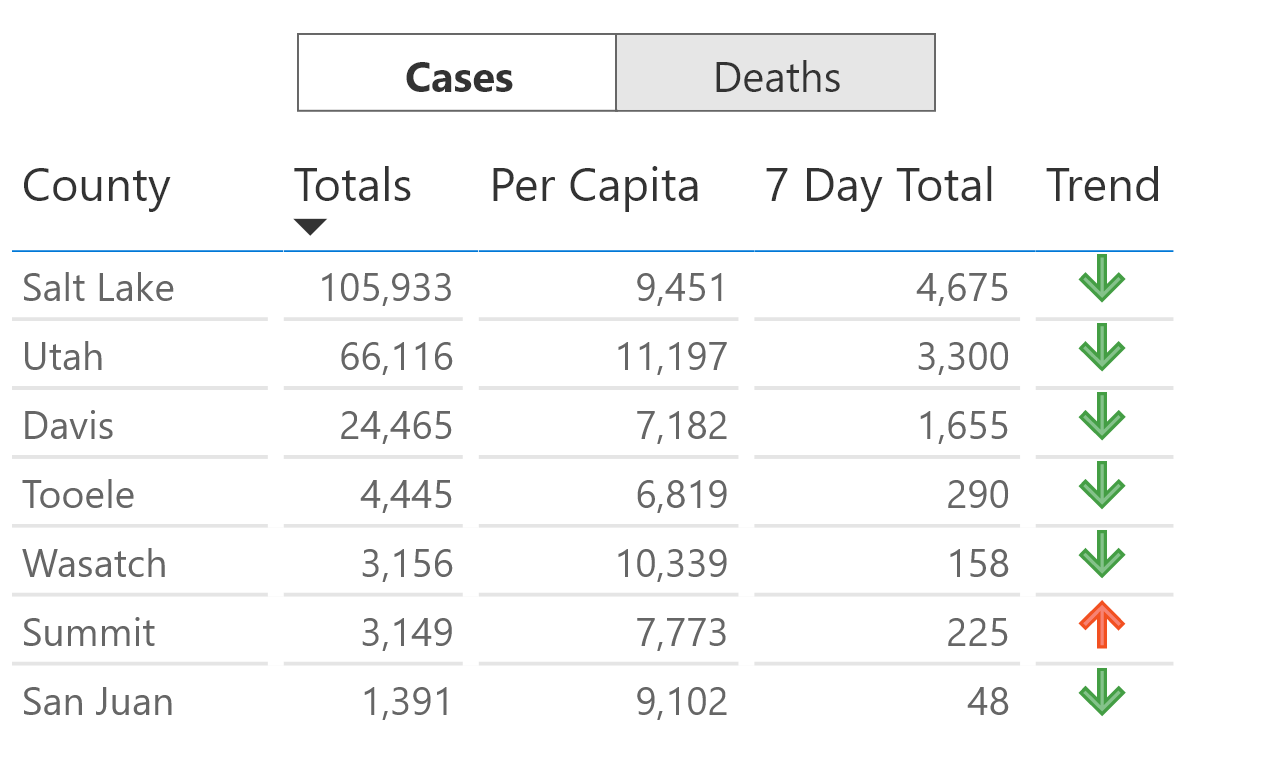 Cases Deaths
County Totals Per Capita 7 Day Total Trend
Salt Lake 105,933 9,451 4,675
Utah 66,116 11,197 3,300
Davis 24,465 7,182 1,655
Tooele 4,445 6,819 290
Wasatch 3,156 10,339 158
Summit 3,149 7,773 225
San Juan 1,391 9,102 48